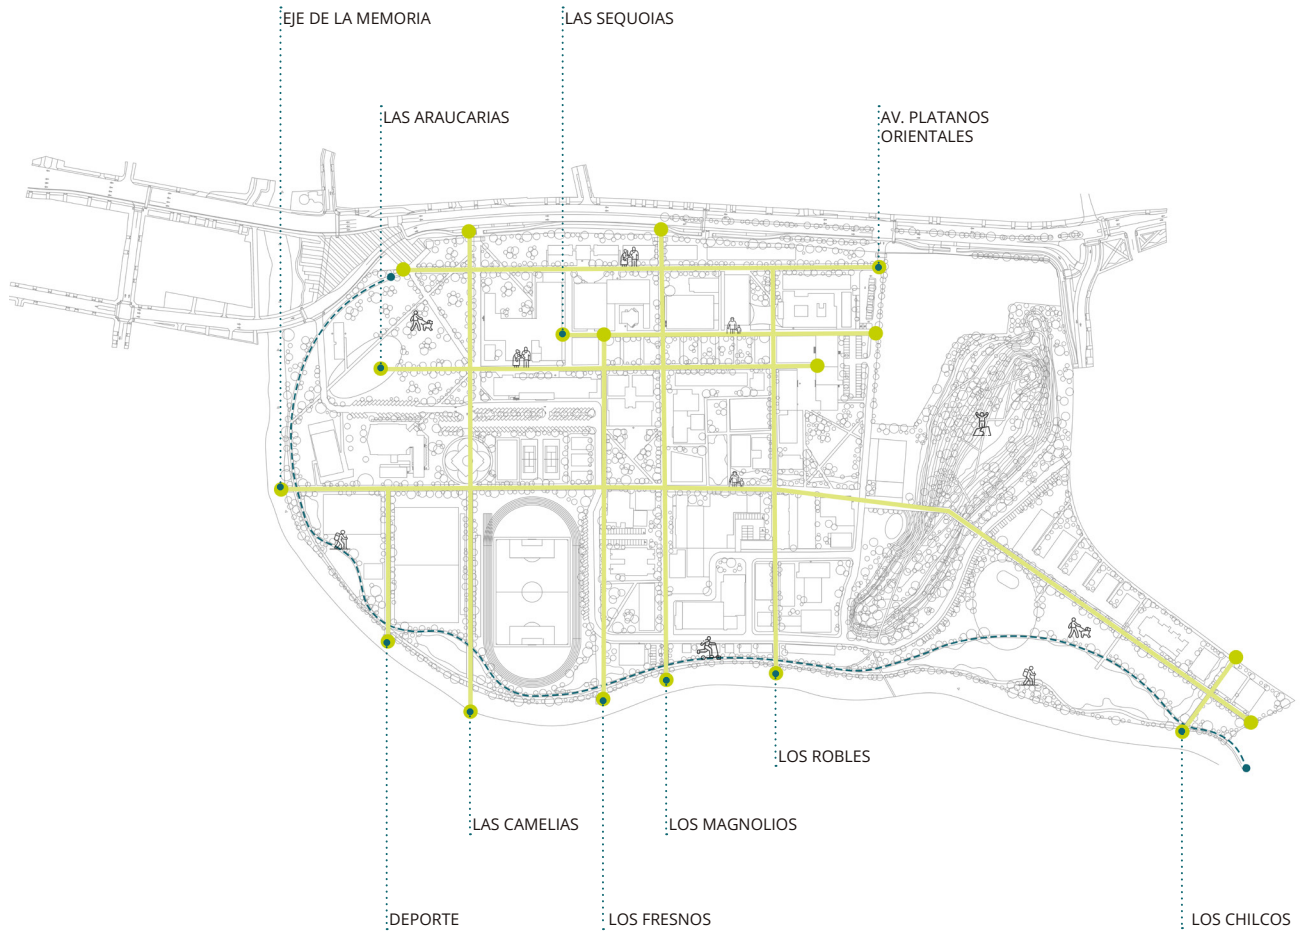 EJE DE LA MEMORIA
LAS SEQUOIAS
LAS ARAUCARIAS
AV. PLATANOS
ORIENTALES
LOS ROBLES
LAS CAMELIAS
LOS MAGNOLIOS
DEPORTE
LOS FRESNOS
LOS CHILCOS